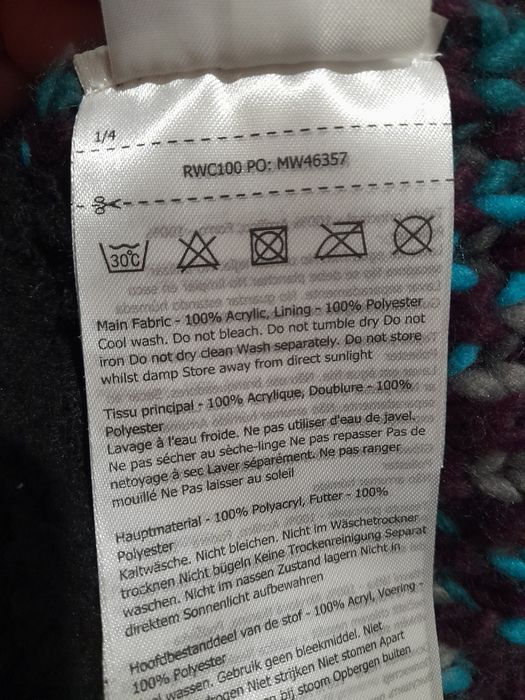 1/4
RWC100 PO: MW46357
30°C
Main Fabric - 100% Acrylic, Lining - 100% Polyester
Cool wash. Do not bleach. Do not tumble dry Do not
iron Do not dry clean Wash separately. Do not store
whilst damp Store away from direct sunlight
Tissu principal - 100% Acrylique, Doublure - 100%
Polyester
Lavage à l'eau froide. Ne pas utiliser d'eau de javel.
Ne pas sécher au sèche-linge Ne pas repasser Pas de
netoyage à sec Laver séparément. Ne pas ranger
mouillé Ne Pas laisser au soleil
Hauptmaterial - 100% Polyacryl, Futter - 100%
Polyester
Kaltwäsche. Nicht bleichen. Nicht im Wäschetrockner
trocknen Nicht bügeln Keine Trockenreinigung Separat
waschen. Nicht im nassen Zustand lagern Nicht in
direktem Sonnenlicht aufbewahren
Hoofdbestanddeel van de stof - 100% Acryl, Voering -
100% Polyester
wassen. Gebruik geen bleekmiddel. Niet
Niet strijken Niet stomen Apart
bij stoom Opbergen buiten